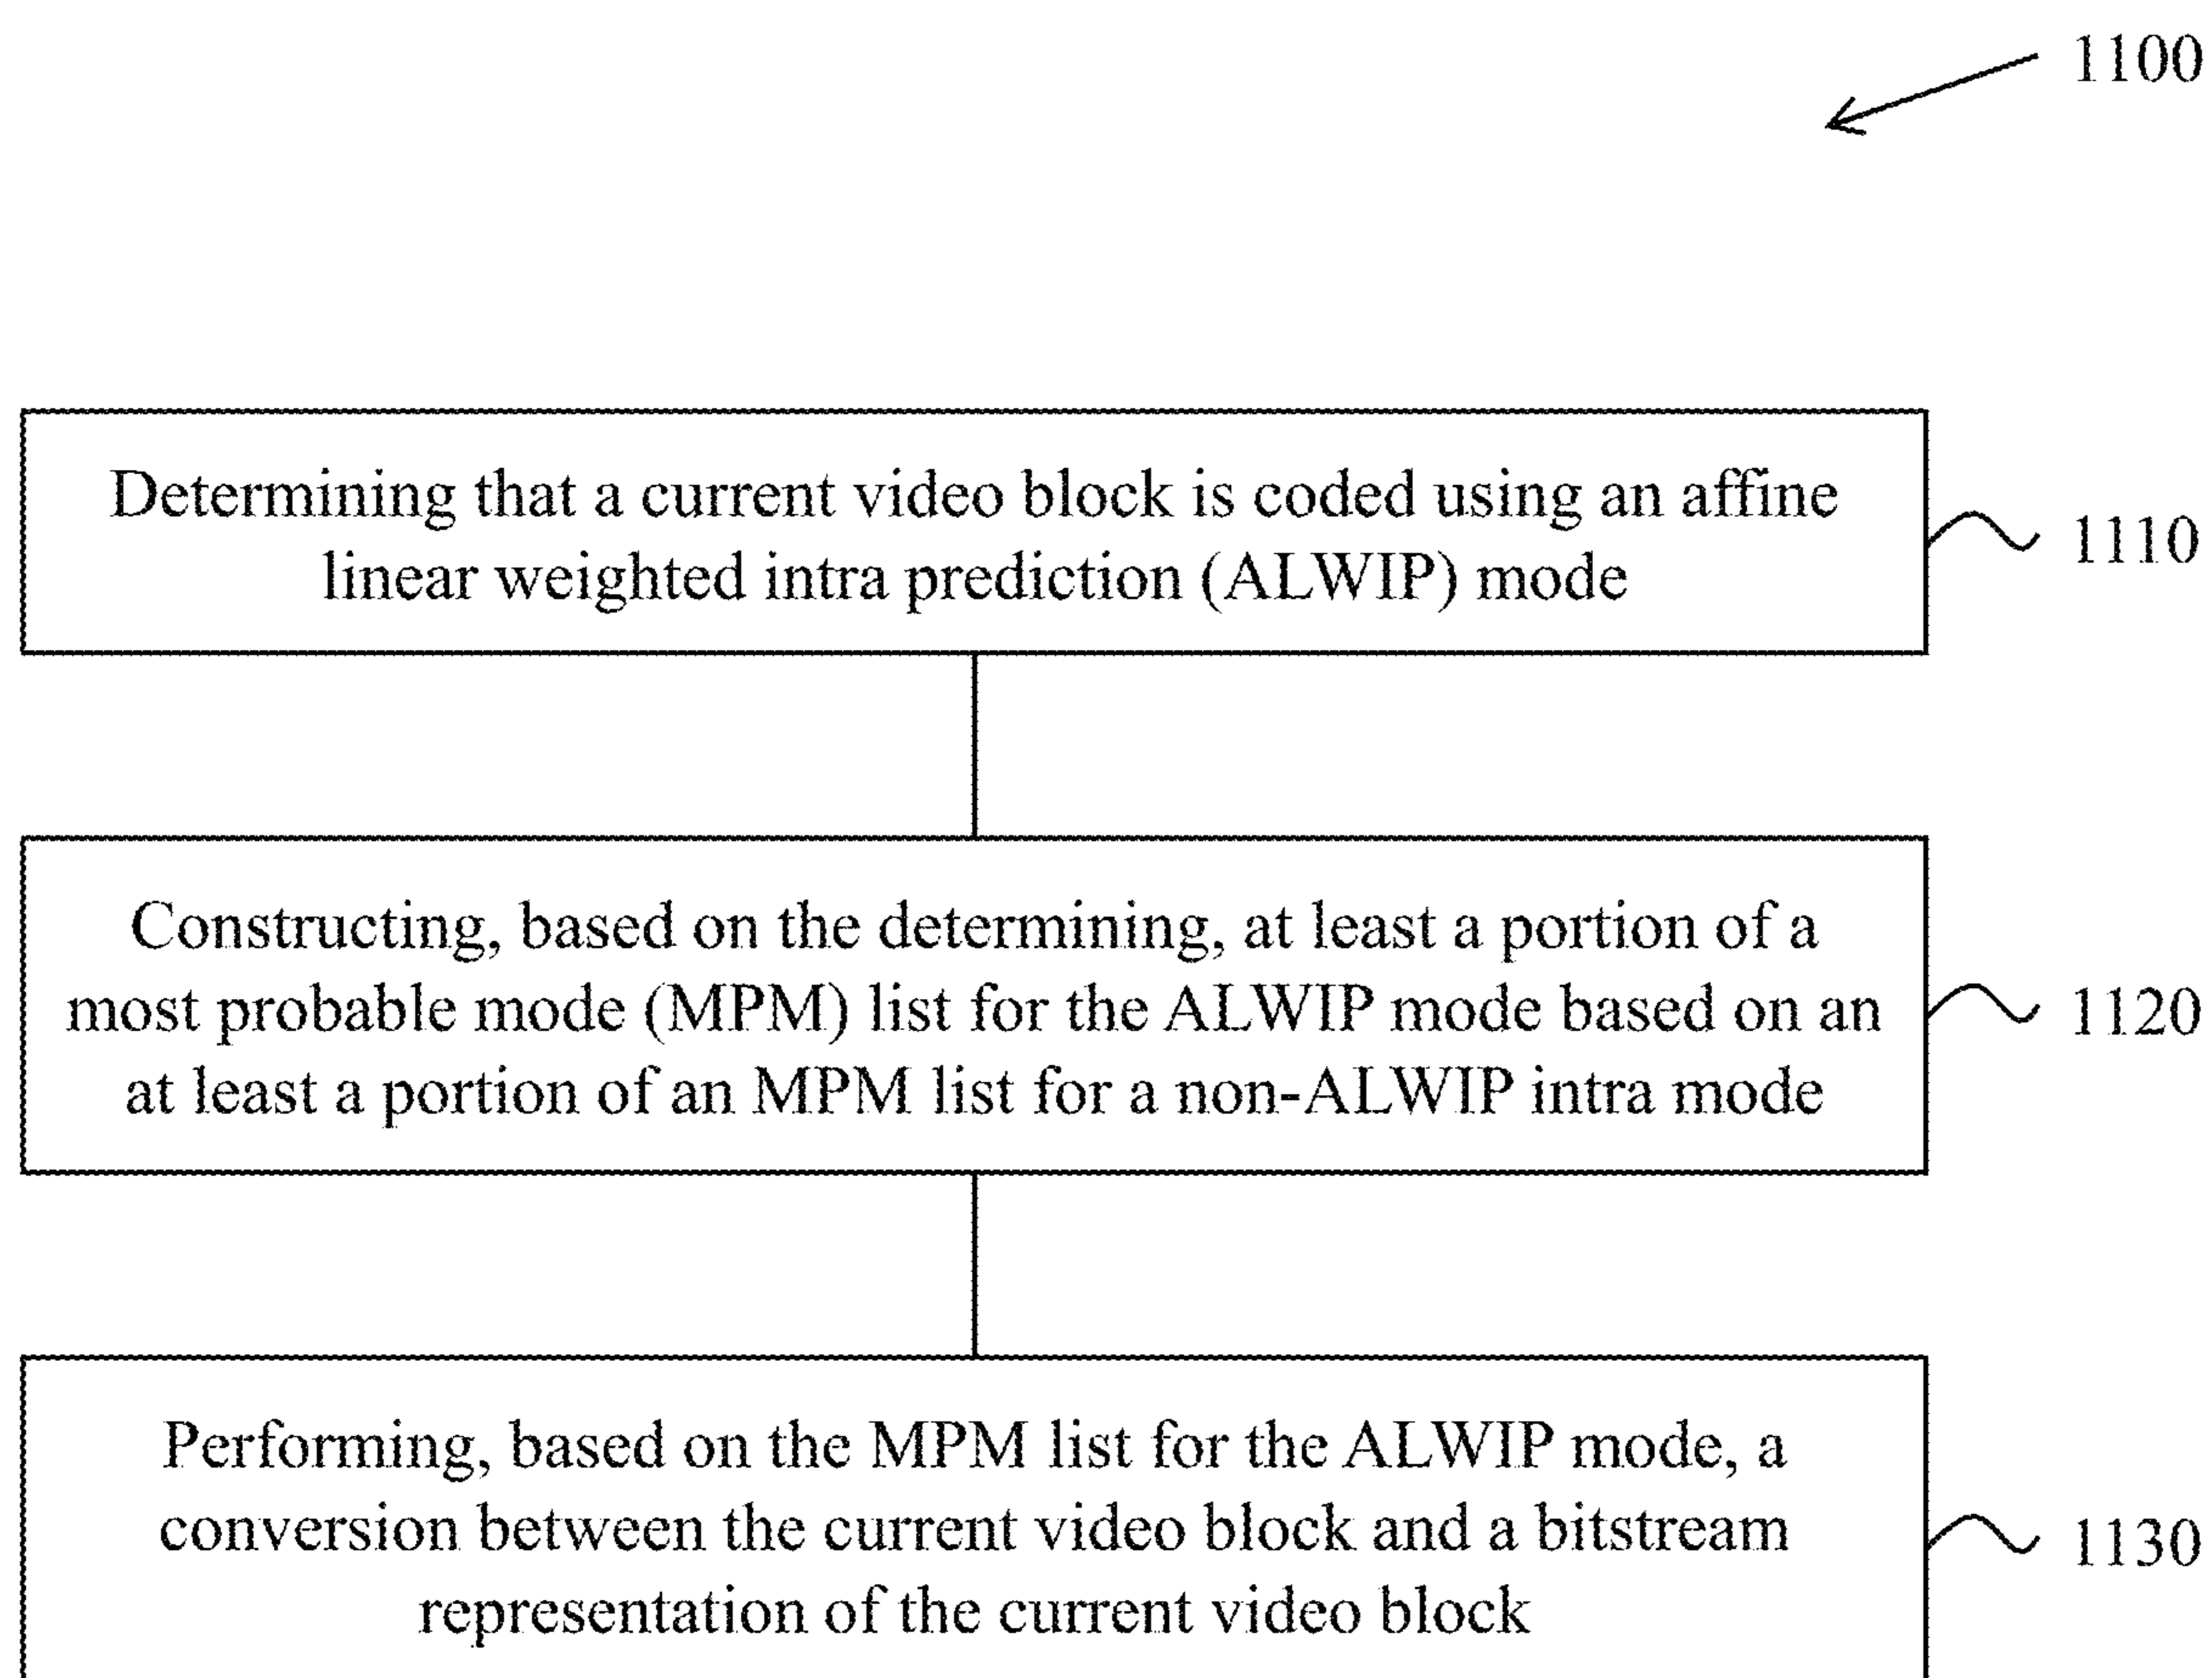 1100
Determining that a current video block is coded using an affine
linear weighted intra prediction (ALWIP) mode
1110
Constructing, based on the determining, at least a portion of a
most probable mode (MPM) list for the ALWIP mode based on an
at least a portion of an MPM list for a non-ALWIP intra mode
1120
Performing, based on the MPM list for the ALWIP mode, a
conversion between the current video block and a bitstream
representation of the current video block
1130